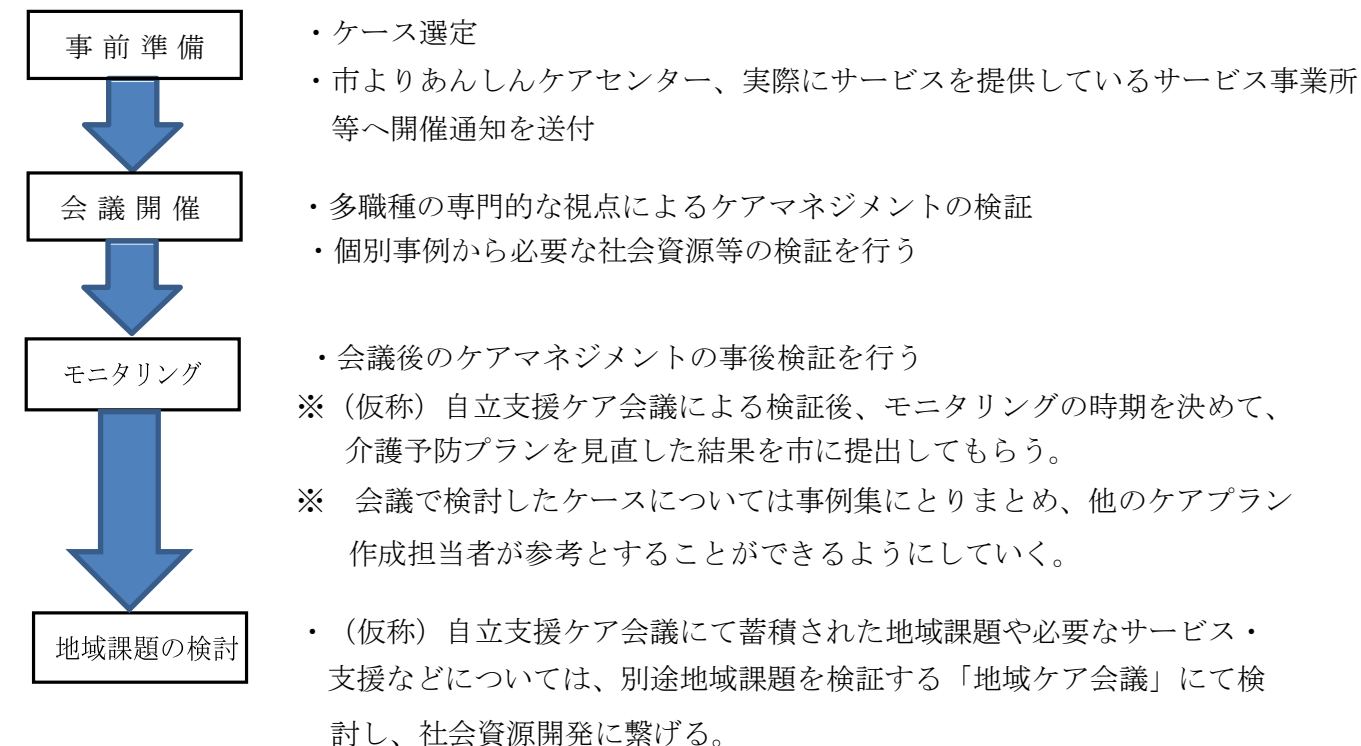 事前準備
・ケース選定
・市よりあんしんケアセンター、実際にサービスを提供しているサービス事業所
等へ開催通知を送付
会議開催
・多職種の専門的な視点によるケアマネジメントの検証
・個別事例から必要な社会資源等の検証を行う
モニタリング
・会議後のケアマネジメントの事後検証を行う
※（仮称）自立支援ケア会議による検証後、モニタリングの時期を決めて、
介護予防プランを見直した結果を市に提出してもらう。
※　会議で検討したケースについては事例集にとりまとめ、他のケアプラン
作成担当者が参考とすることができるようにしていく。
地域課題の検討
・（仮称）自立支援ケア会議にて蓄積された地域課題や必要なサービス・
支援などについては、別途地域課題を検証する「地域ケア会議」にて検
討し、社会資源開発に繋げる。